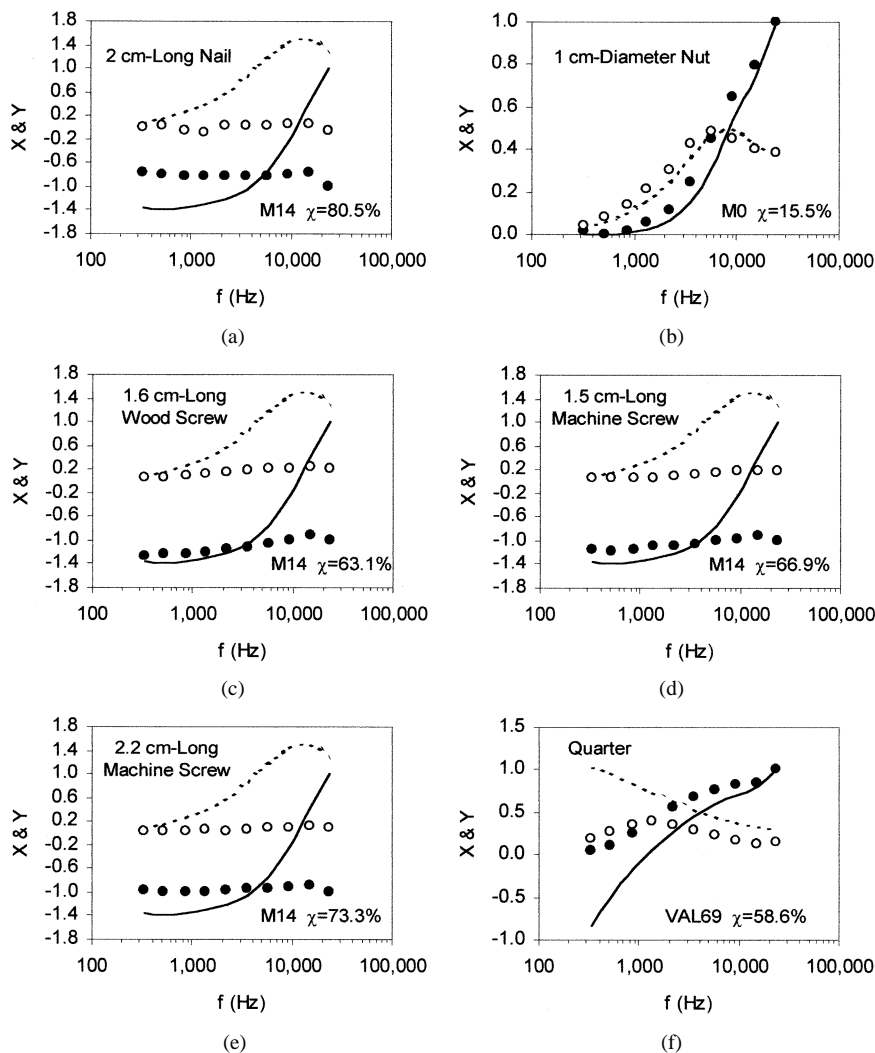 1.8
1.4
1.0
0.6
0.2
-0.2
-0.6
-1.0
-1.4
-1.8
X & Y
2 cm-Long Nail
M14 χ=80.5%
100
1,000
10,000
100,000
f (Hz)
(a)
1.0
0.8
0.6
0.4
0.2
0.0
X & Y
1 cm-Diameter Nut
M0 χ=15.5%
100
1,000
10,000
100,000
f (Hz)
(b)
1.8
1.4
1.0
0.6
0.2
-0.2
-0.6
-1.0
-1.4
-1.8
X & Y
1.6 cm-Long
Wood Screw
M14 χ=63.1%
100
1,000
10,000
100,000
f (Hz)
(c)
1.8
1.4
1.0
0.6
0.2
-0.2
-0.6
-1.0
-1.4
-1.8
X & Y
1.5 cm-Long
Machine Screw
M14 χ=66.9%
100
1,000
10,000
100,000
f (Hz)
(d)
1.8
1.4
1.0
0.6
0.2
-0.2
-0.6
-1.0
-1.4
-1.8
X & Y
2.2 cm-Long
Machine Screw
M14 χ=73.3%
100
1,000
10,000
100,000
f (Hz)
(e)
1.5
1.0
0.5
0.0
-0.5
-1.0
X & Y
Quarter
VAL69 χ=58.6%
100
1,000
10,000
100,000
f (Hz)
(f)